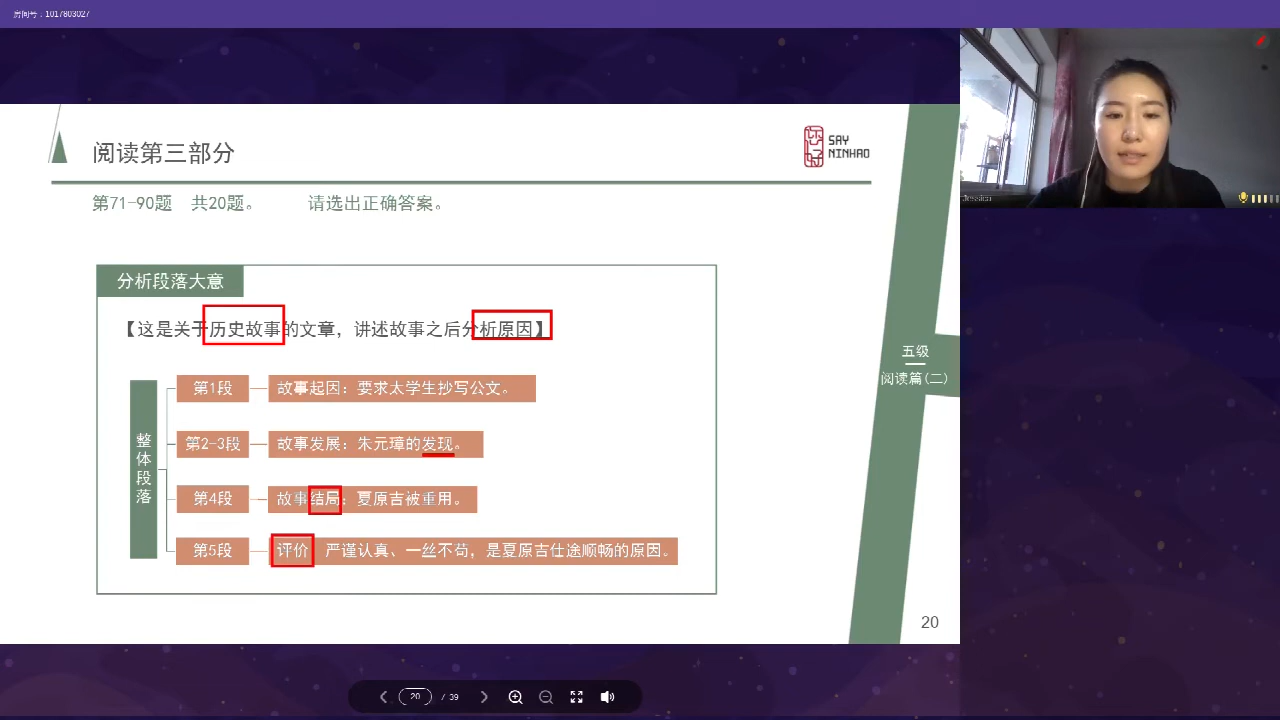 房间号：1017803027
阅读第三部分
SAY
NINHAO
第71-90题 共20题。 请选出正确答案。
分析段落大意
【这是关于历史故事的文章，讲述故事之后分析原因】
整体段落
第1段 故事起因：要求太学生抄写公文。
第2-3段 故事发展：朱元璋的发现。
第4段 故事结局：夏原吉被重用。
第5段 评价 严谨认真、一丝不苟，是夏原吉仕途顺畅的原因。
五级
阅读篇(二)
20
Jessica
20 / 39